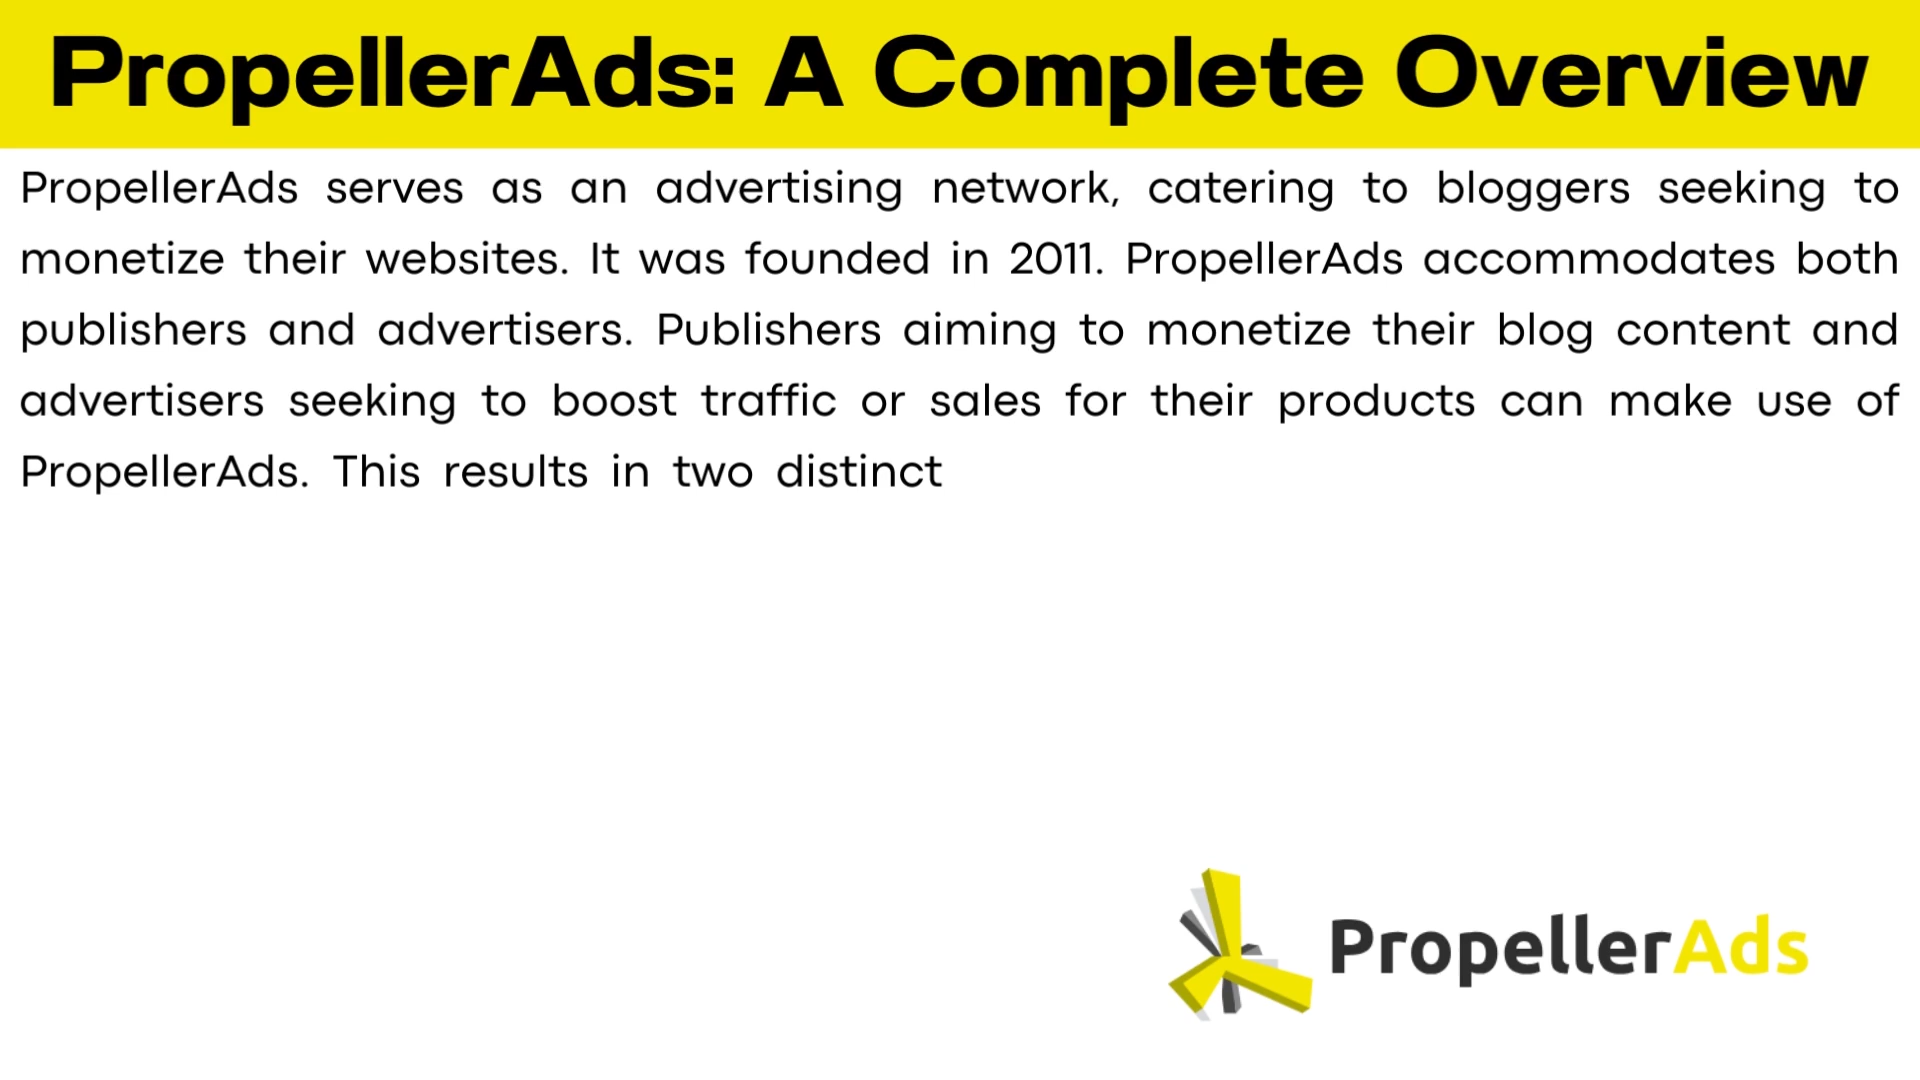 PropellerAds: A Complete Overview
PropellerAds serves as an advertising network, catering to bloggers seeking to
monetize their websites. It was founded in 2011. PropellerAds accommodates both
publishers and advertisers. Publishers aiming to monetize their blog content and
advertisers seeking to boost traffic or sales for their products can make use of
PropellerAds. This results in two distinct
PropellerAds